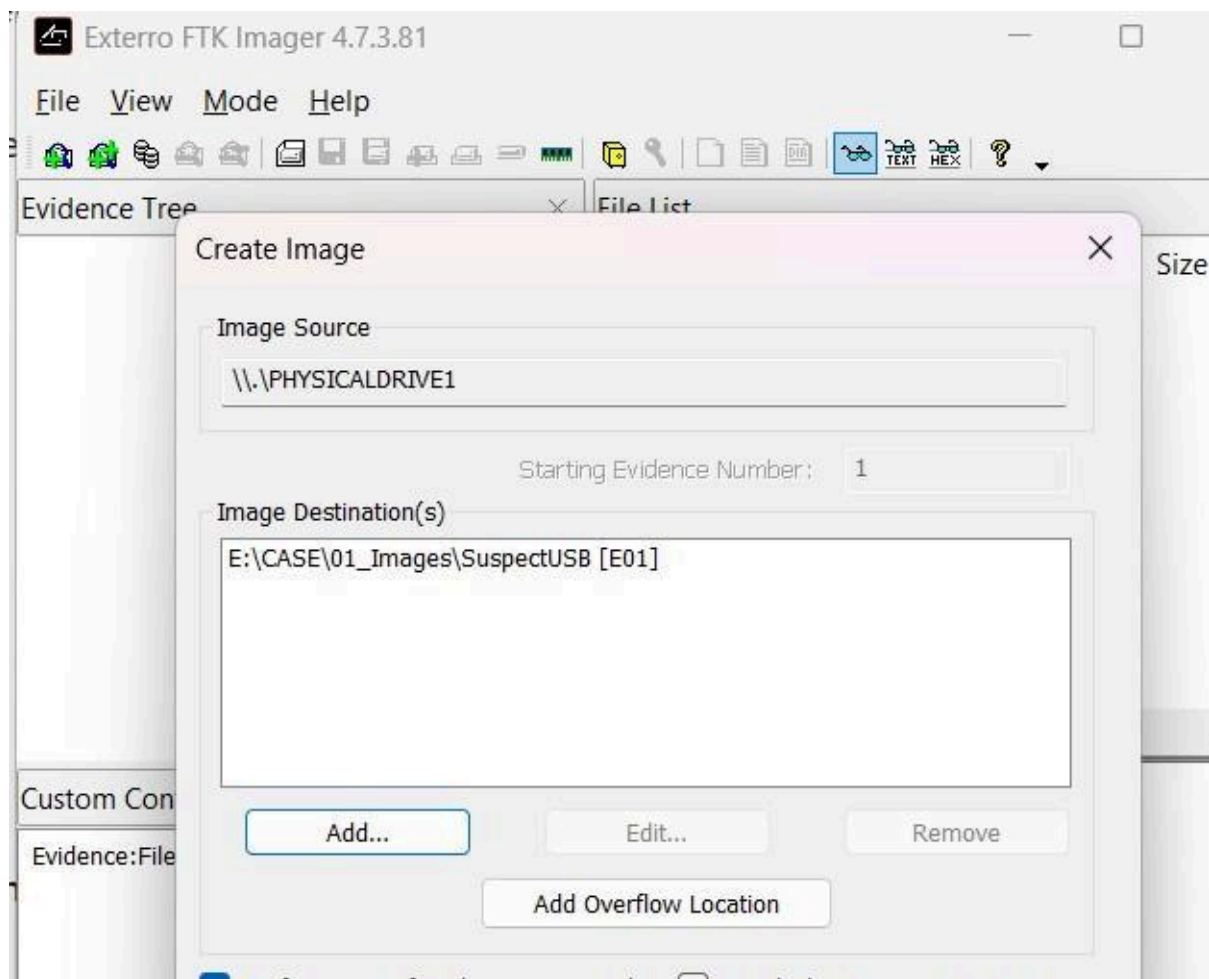 Exterro FTK Imager 4.7.3.81
File View Mode Help
TEXT HEX
Evidence Tree
File List
Create Image
Size
Image Source
\\.\PHYSICALDRIVE1
Starting Evidence Number: 1
Image Destination(s)
E:\CASE\01_Images\SuspectUSB [E01]
Custom Con
Add... Edit... Remove
Evidence:File
Add Overflow Location